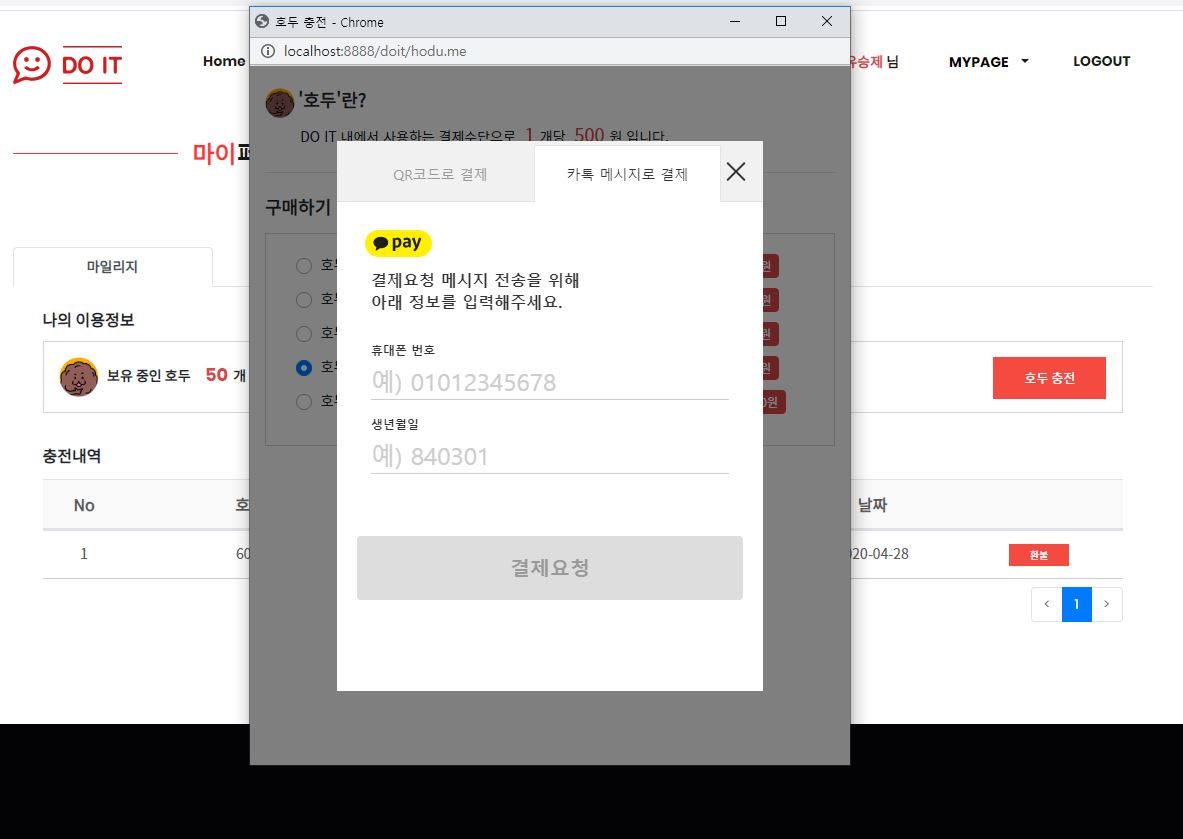 호두 충전 - Chrome
localhost:8888/doit/hodu.me
DO IT
Home
유승제 님
MYPAGE
LOGOUT
마이페
'호두'란?
DO IT 내에서 사용하는 결제수단으로 1 개당 500 원 입니다.
QR코드로 결제
카톡 메시지로 결제
구매하기
pay
결제요청 메시지 전송을 위해
아래 정보를 입력해주세요.
휴대폰 번호
예) 01012345678
생년월일
예) 840301
결제요청
호
원
호
원
호
원
호
원
호
0원
마일리지
나의 이용정보
보유 중인 호두 50 개
호두 충전
충전내역
No
호
날짜
1
60
020-04-28
환불
<
1
>